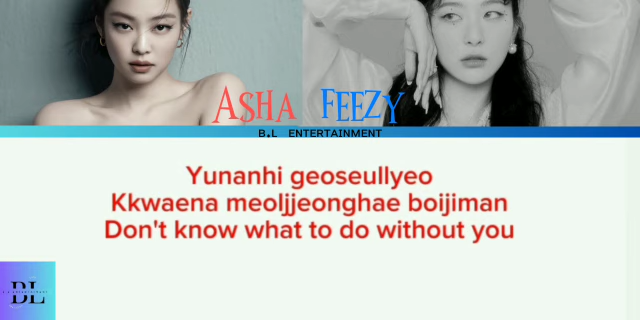 ASHA FEEZY
B.L ENTERTAINMENT
Yunanhi geoseullyeo
Kkwaena meoljjeonghae boijiman
Don't know what to do without you
BL